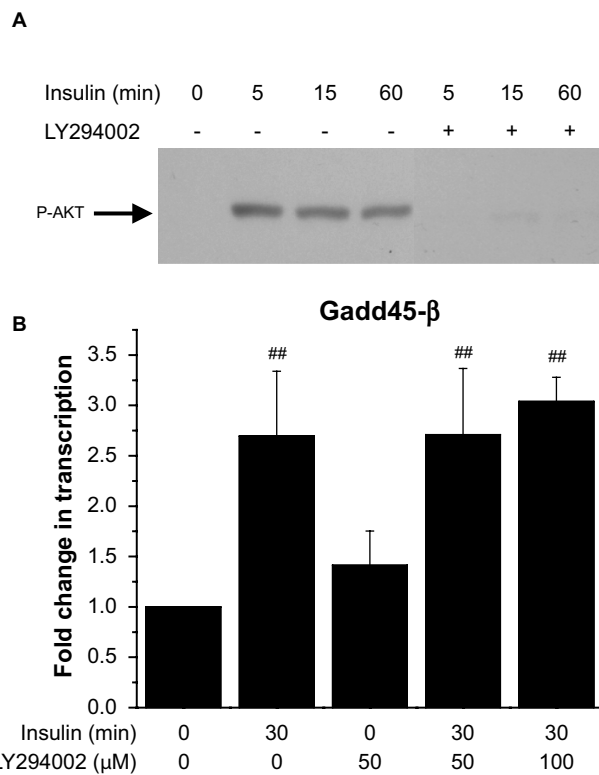 A
Insulin (min) 0 5 15 60 5 15 60
LY294002 - - - - + + +
P-AKT
B
Gadd45-β
Fold change in transcription
3.5
3.0
2.5
2.0
1.5
1.0
0.5
0.0
## ## ##
Insulin (min) 0 30 0 30 30
LY294002 (μM) 0 0 50 50 100